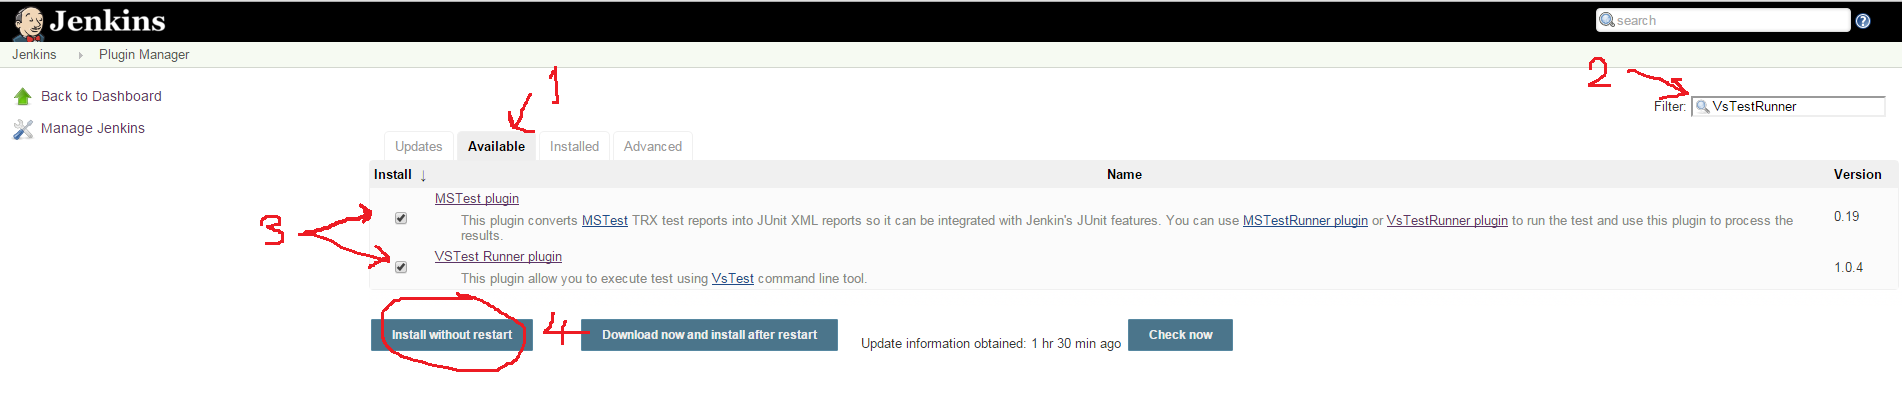 Jenkins
search
?
Jenkins Plugin Manager
1
2
Back to Dashboard
Filter: VsTestRunner
Manage Jenkins
Updates Available Installed Advanced
Install ↓ Name Version
MSTest plugin
This plugin converts MSTest TRX test reports into JUnit XML reports so it can be integrated with Jenkin's JUnit features. You can use MSTestRunner plugin or VsTestRunner plugin to run the test and use this plugin to process the
results.
0.19
3
VSTest Runner plugin
This plugin allow you to execute test using VsTest command line tool.
1.0.4
Install without restart 4 Download now and install after restart Update information obtained: 1 hr 30 min ago Check now